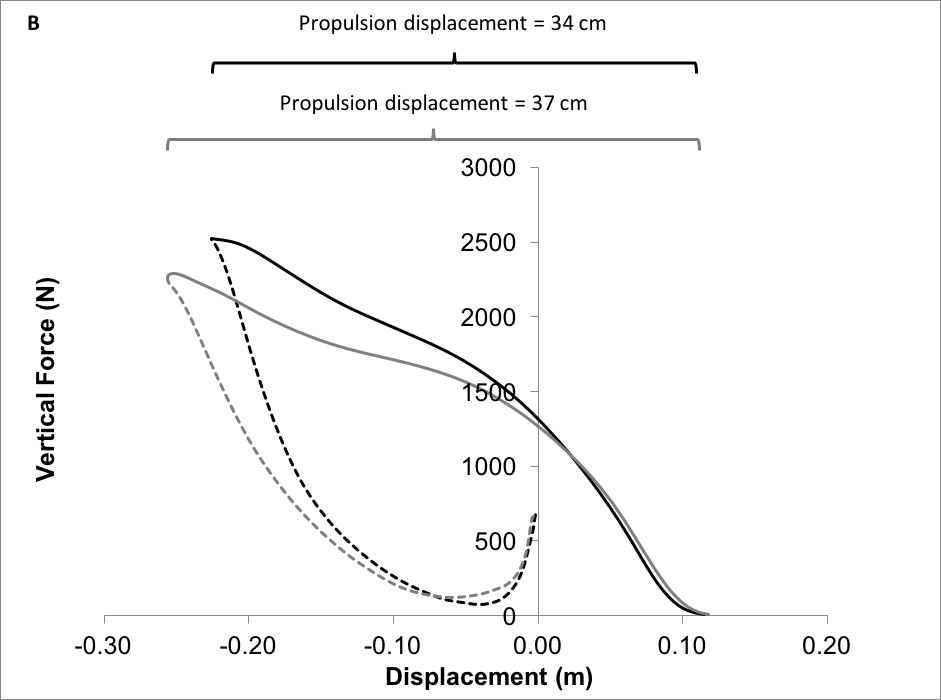 B
Propulsion displacement = 34 cm
Propulsion displacement = 37 cm
3000
2500
2000
1500
1000
500
0
Vertical Force (N)
-0.30 -0.20 -0.10 0.00 0.10 0.20
Displacement (m)